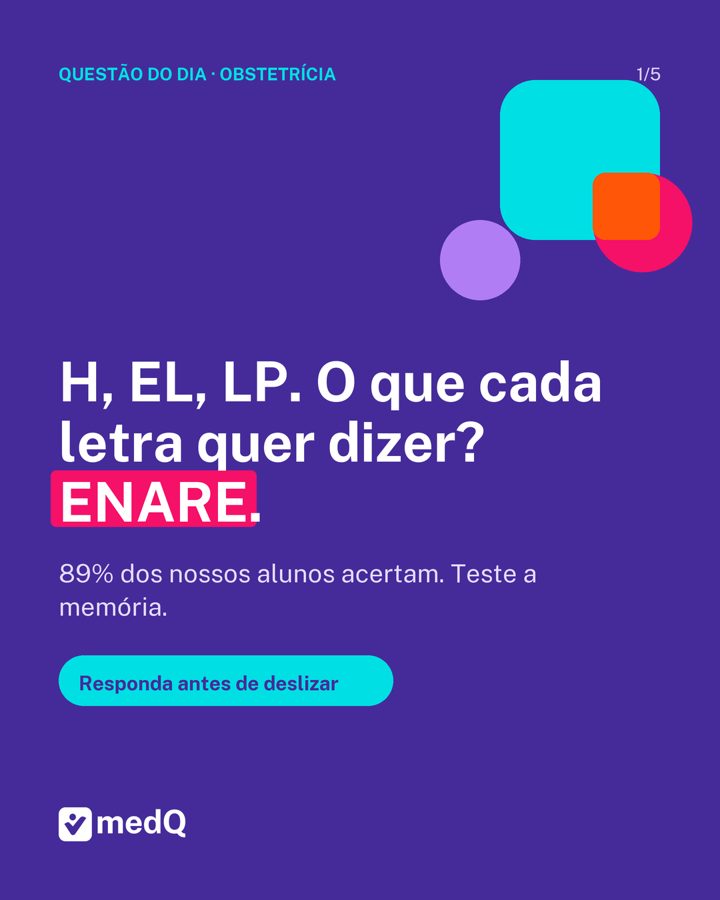 QUESTÃO DO DIA · OBSTETRÍCIA
1/5
H, EL, LP. O que cada
letra quer dizer?
ENARE.
89% dos nossos alunos acertam. Teste a
memória.
Responda antes de deslizar
medQ